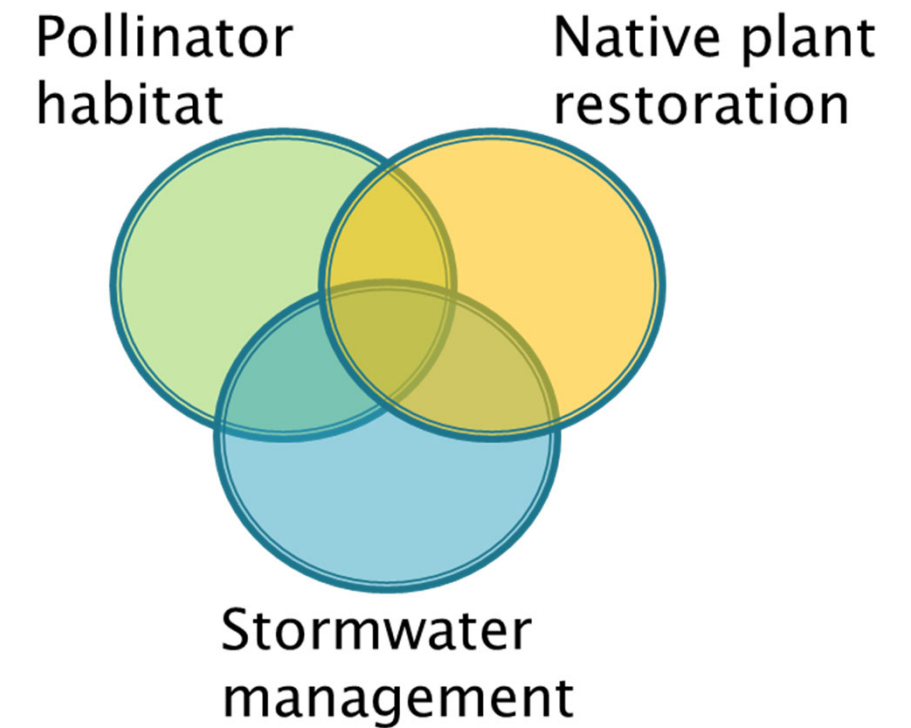 Pollinator
habitat
Native plant
restoration
Stormwater
management